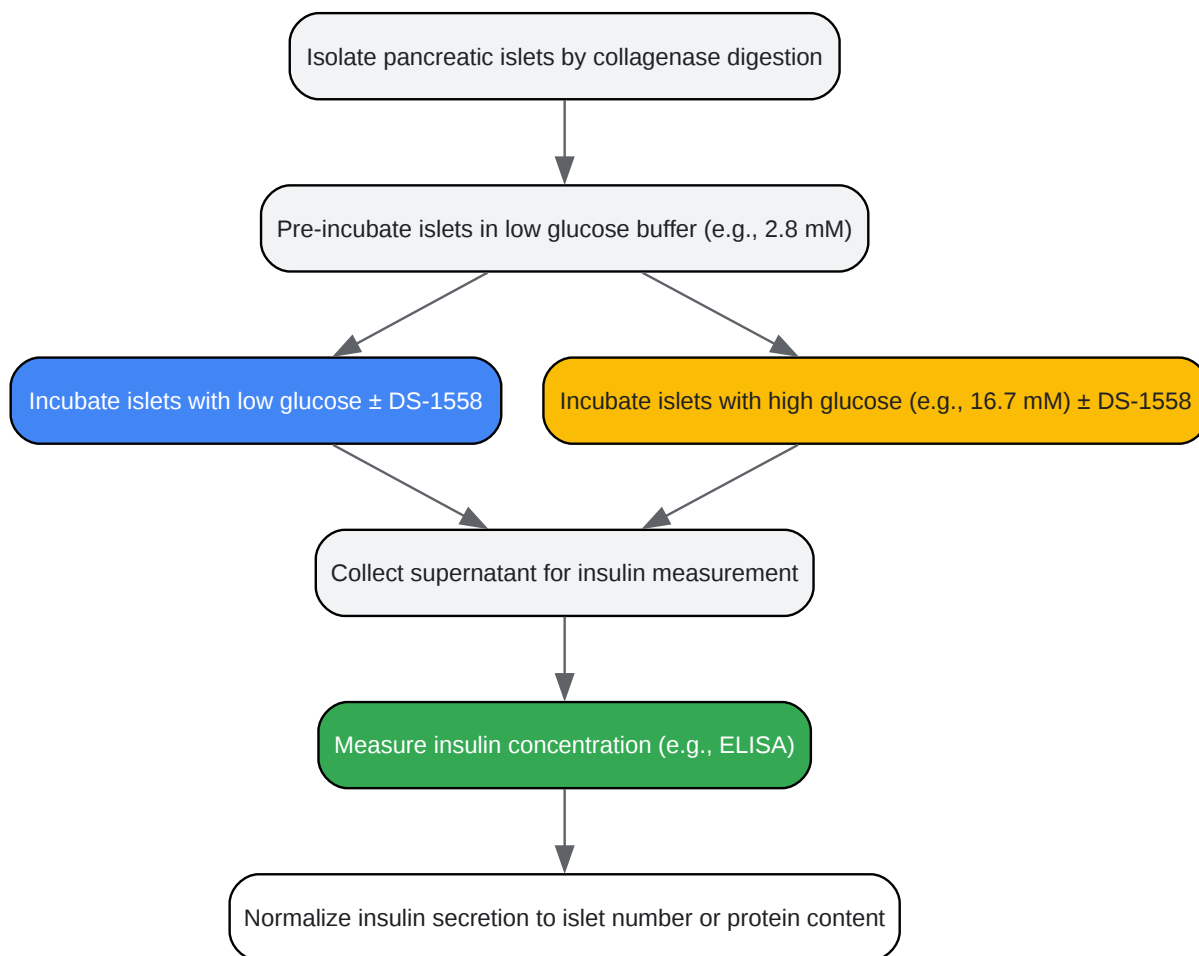 Isolate pancreatic islets by collagenase digestion
Pre-incubate islets in low glucose buffer (e.g., 2.8 mM)
Incubate islets with low glucose ± DS-1558
Incubate islets with high glucose (e.g., 16.7 mM) ± DS-1558
Collect supernatant for insulin measurement
Measure insulin concentration (e.g., ELISA)
Normalize insulin secretion to islet number or protein content